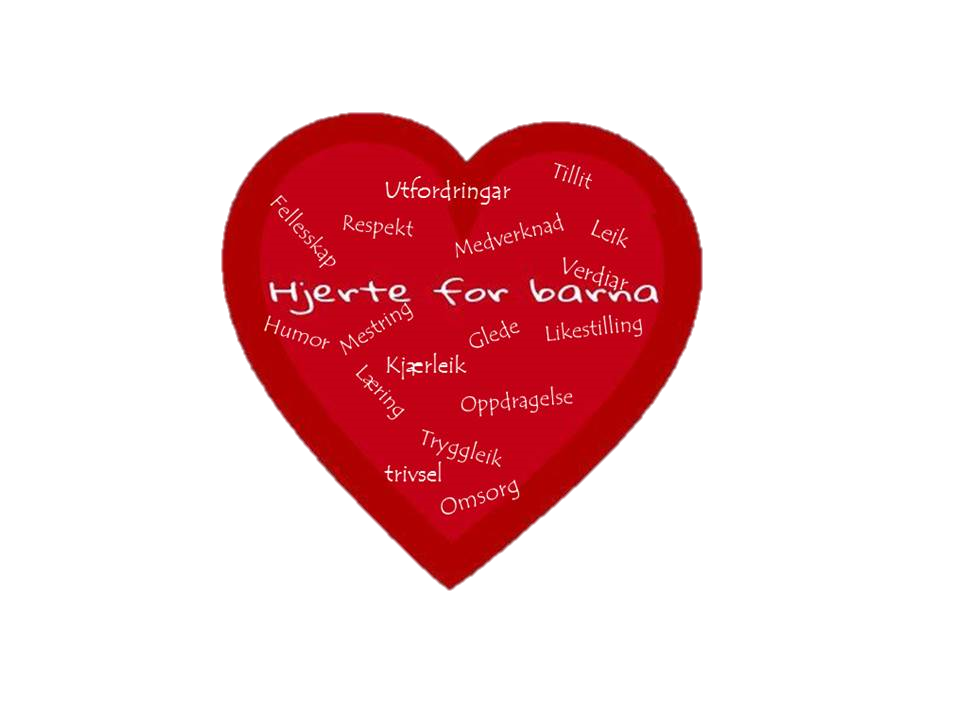 Tillit
Utfordringar
Fellesskap
Respekt
Medverknad
Leik
Verdiar
Hjerte for barna
Humor
Mestring
Glede
Likestilling
Kjærleik
Læring
Oppdragelse
Tryggleik
trivsel
Omsorg